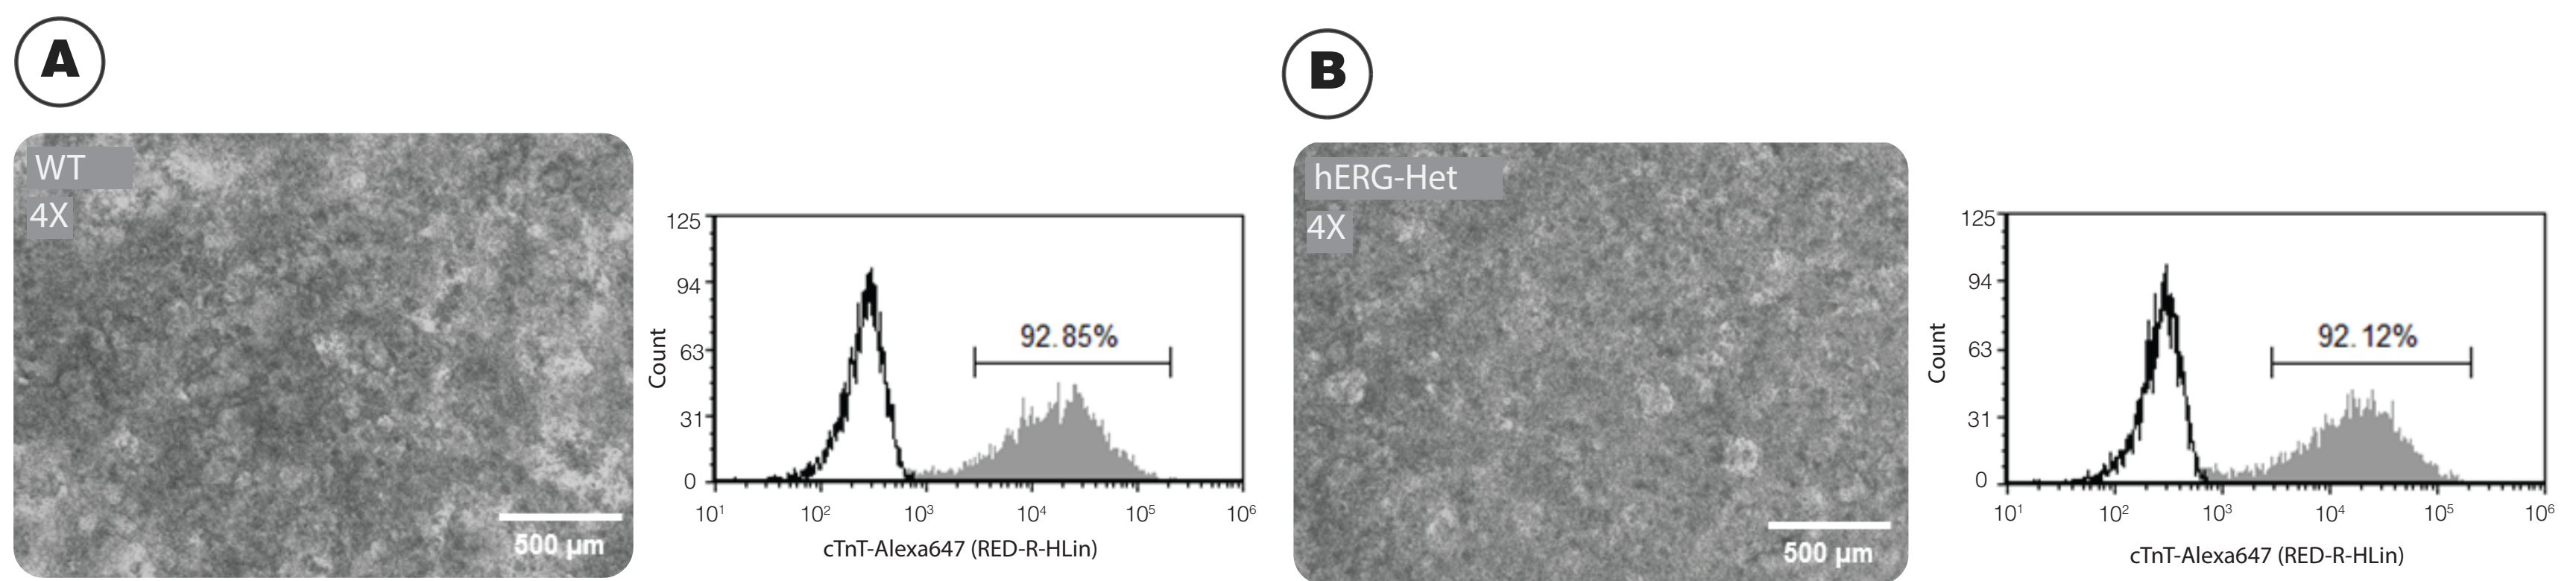 A
WT
4X
500 µm
125
94
63
31
0
Count
92.85%
10¹ 10² 10³ 10⁴ 10⁵ 10⁶
cTnT-Alexa647 (RED-R-HLin)
B
hERG-Het
4X
500 µm
125
94
63
31
0
Count
92.12%
10¹ 10² 10³ 10⁴ 10⁵ 10⁶
cTnT-Alexa647 (RED-R-HLin)